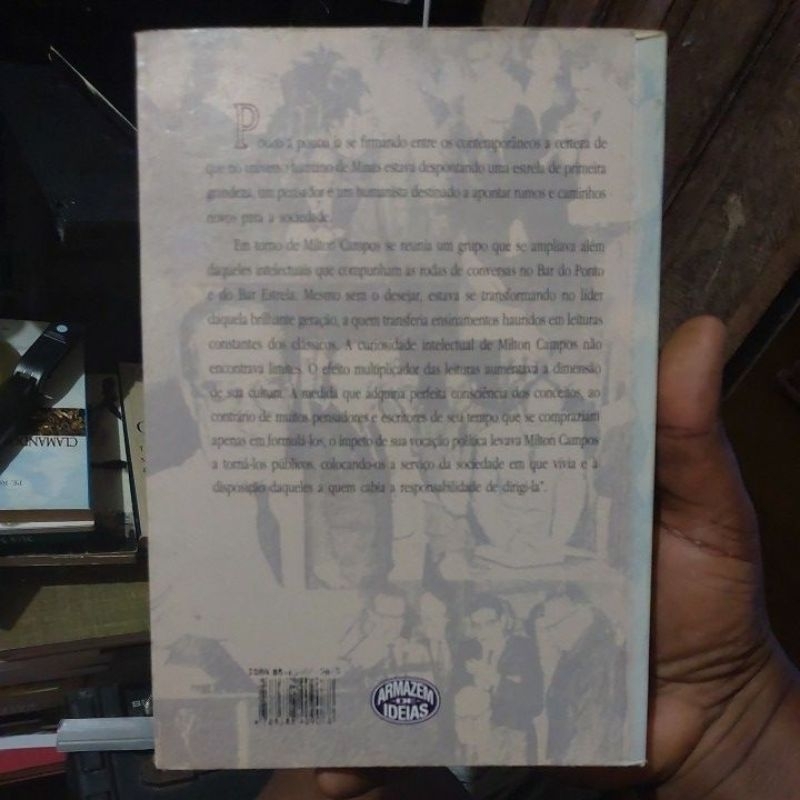 Pouco a pouco ia se firmando entre os contemporâneos a certeza de
que no universo humano de Minas estava despontando uma estrela de primeira
grandeza, um pensador e um humanista destinado a apontar rumos e caminhos
novos para a sociedade.
Em torno de Milton Campos se reunia um grupo que se ampliava além
daqueles intelectuais que compunham as rodas de conversas no Bar do Ponto
e do Bar Estrela. Mesmo sem o desejar, estava se transformando no líder
daquela brilhante geração, a quem transferia ensinamentos hauridos em leituras
constantes dos clássicos. A curiosidade intelectual de Milton Campos não
encontrava limites. O efeito multiplicador das leituras aumentava a dimensão
de sua cultura. A medida que adquiria perfeita consciência dos conceitos, ao
contrário de muitos pensadores e escritores de seu tempo que se compraziam
apenas em formulá-los, o ímpeto de sua vocação política levava Milton Campos
a torná-los públicos, colocando-os a serviço da sociedade em que vivia e à
disposição daqueles a quem cabia a responsabilidade de dirigi-la".
ISBN 85-
ARMAZEM
DE
IDEIAS
CLAMANDO